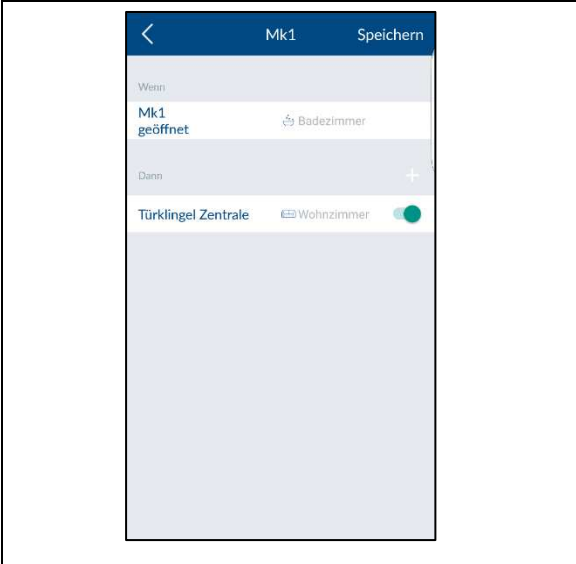 Mk1 Speichern
Wenn
Mk1
geöffnet Badezimmer
Dann +
Türklingel Zentrale Wohnzimmer